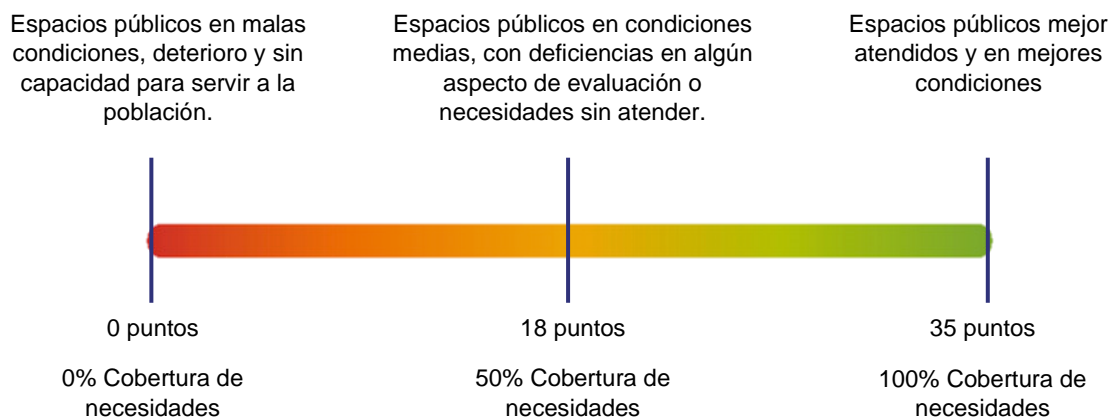 Espacios públicos en malas
condiciones, deterioro y sin
capacidad para servir a la
población.
Espacios públicos en condiciones
medias, con deficiencias en algún
aspecto de evaluación o
necesidades sin atender.
Espacios públicos mejor
atendidos y en mejores
condiciones
0 puntos
18 puntos
35 puntos
0% Cobertura de
necesidades
50% Cobertura de
necesidades
100% Cobertura de
necesidades